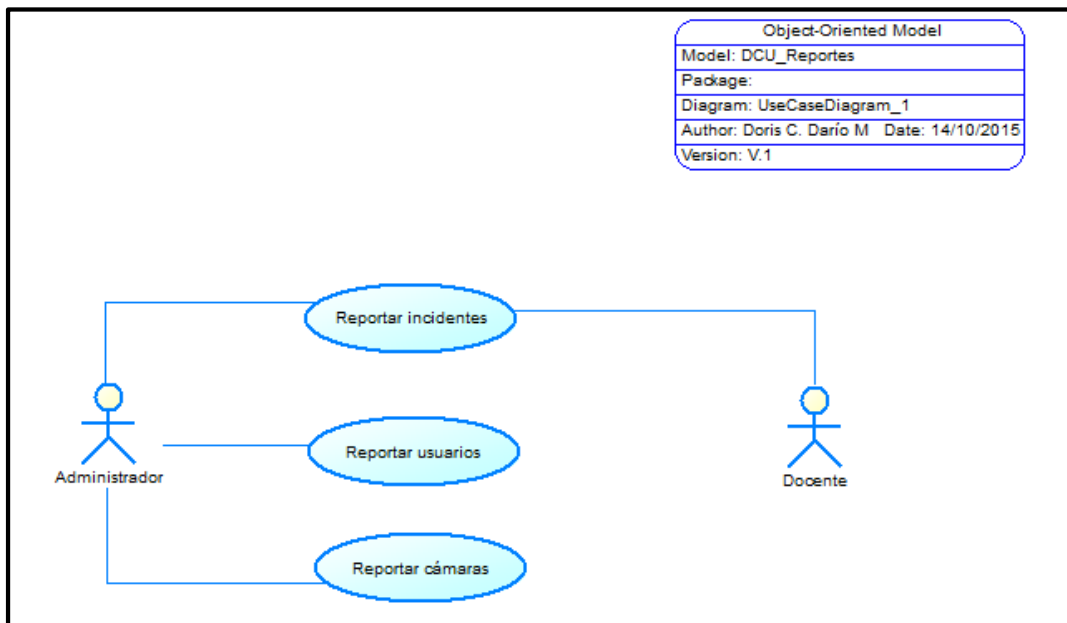 Object-Oriented Model
Model: DCU_Reportes
Package:
Diagram: UseCaseDiagram_1
Author: Doris C. Darío M Date: 14/10/2015
Version: V.1
Reportar incidentes
Reportar usuarios
Administrador
Docente
Reportar cámaras